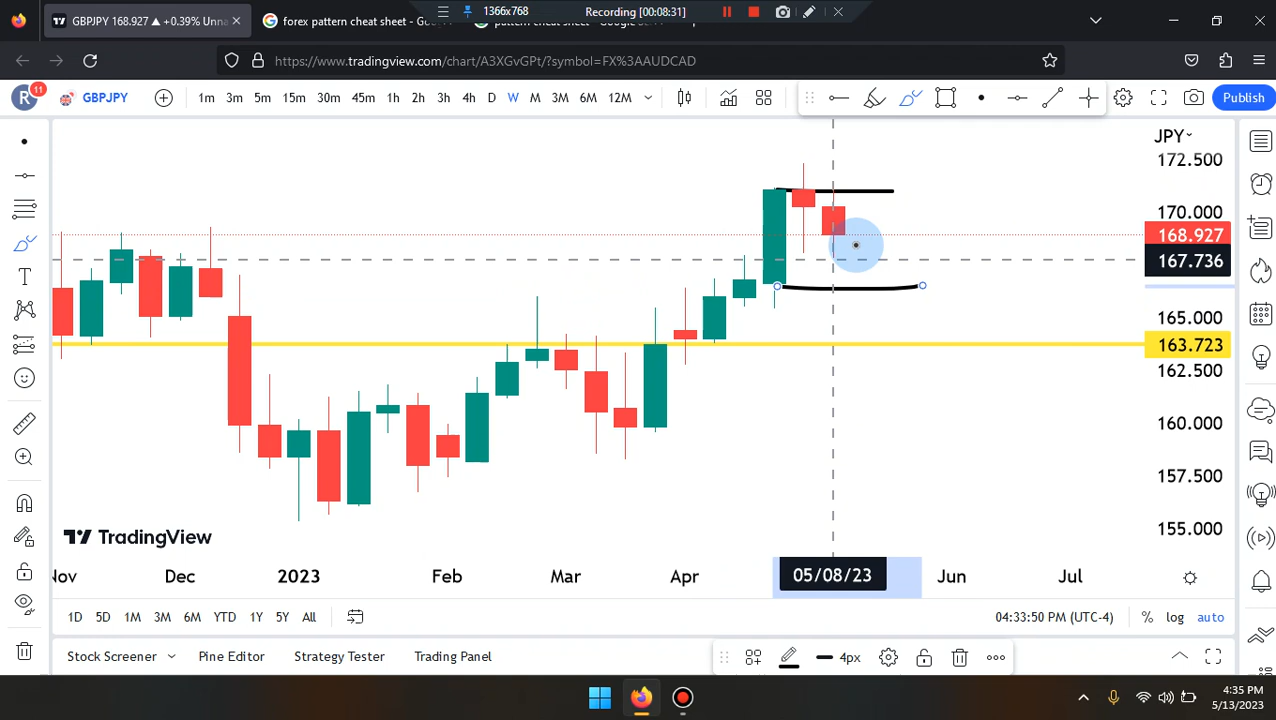 1366x768
Recording [00:08:31]
GBPJPY 168.927 ▲ +0.39% Unna
forex pattern cheat sheet - G
pattern cheat sheet - Google S
https://www.tradingview.com/chart/A3XGvGPt/?symbol=FX%3AAUDCAD
R
11
GBPJPY
1m 3m 5m 15m 30m 45m 1h 2h 3h 4h D W M 3M 6M 12M
Publish
JPY
172.500
170.000
168.927
167.736
165.000
163.723
162.500
160.000
157.500
155.000
TradingView
Nov Dec 2023 Feb Mar Apr 05/08/23 Jun Jul
1D 5D 1M 3M 6M YTD 1Y 5Y All
04:33:50 PM (UTC-4)
% log auto
Stock Screener Pine Editor Strategy Tester Trading Panel
4px
4:35 PM
5/13/2023